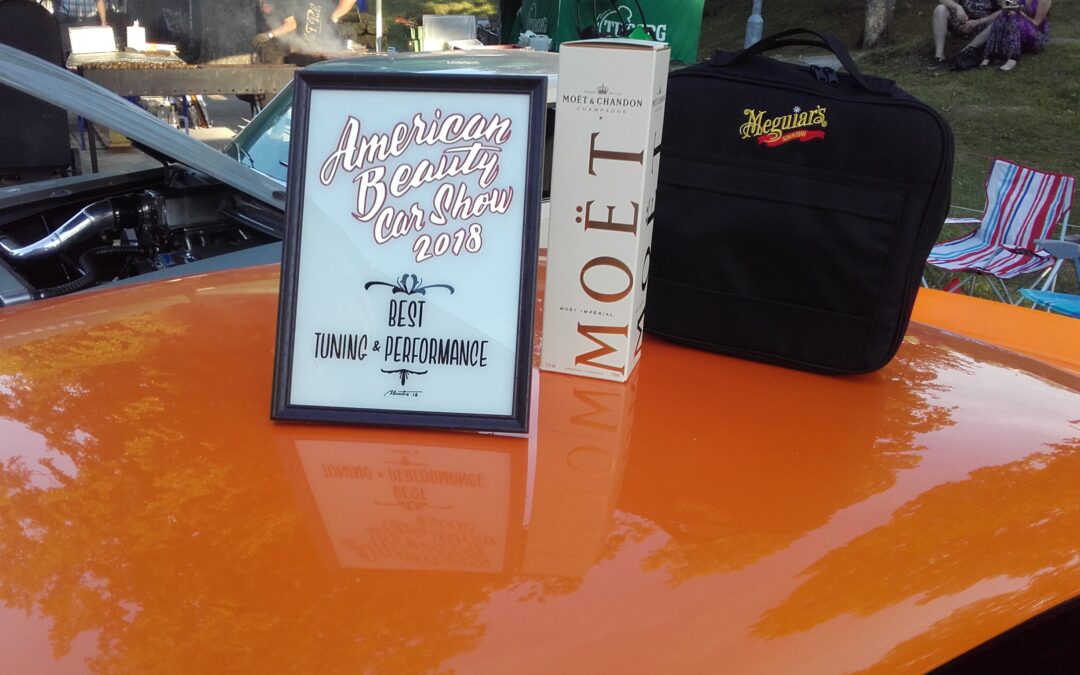 American
Beauty
Car Show
2018
BEST
TUNING & PERFORMANCE
MOËT & CHANDON
CHAMPAGNE
MOËT
MOËT IMPÉRIAL
MOËT
Meguiar's